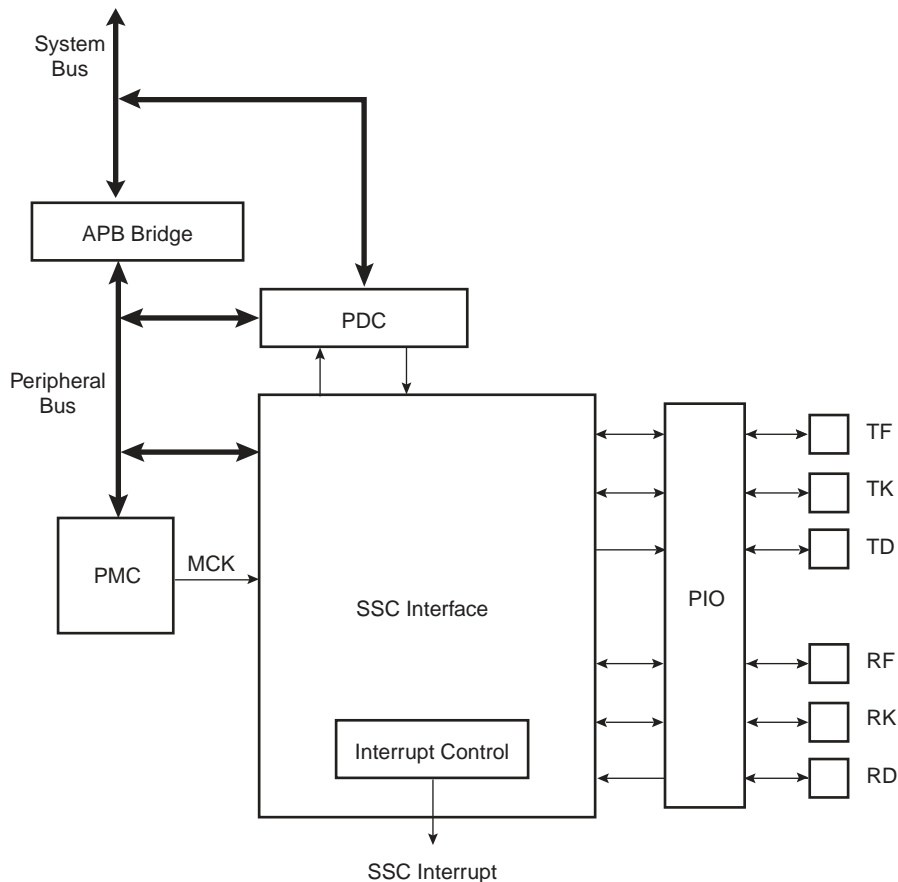 System
Bus
APB Bridge
PDC
Peripheral
Bus
TF
TK
PMC
MCK
TD
SSC Interface
PIO
RF
RK
Interrupt Control
RD
SSC Interrupt